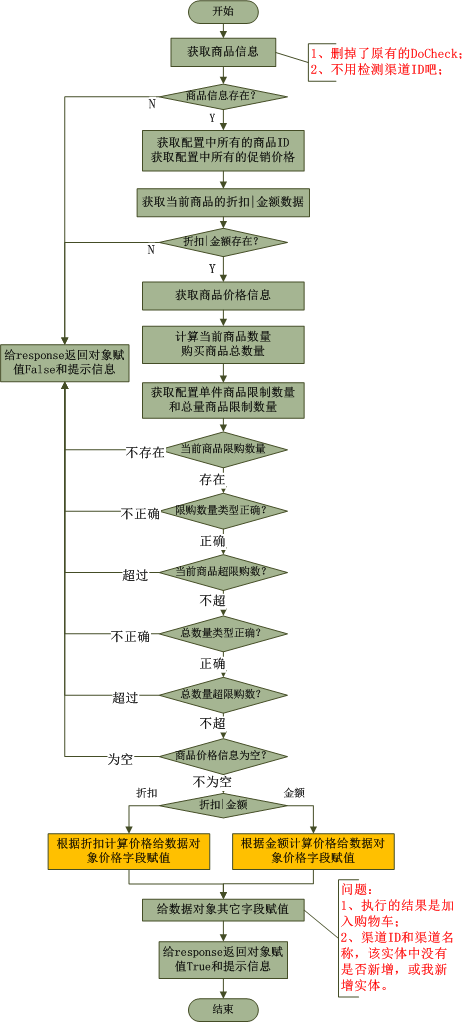 开始
获取商品信息
1、删掉了原有的DoCheck;
2、不用检测渠道ID吧;
商品信息存在?
N
Y
获取配置中所有的商品ID
获取配置中所有的促销价格
获取当前商品的折扣|金额数据
折扣|金额存在?
N
Y
获取商品价格信息
计算当前商品数量
购买商品总数量
给response返回对象赋
值False和提示信息
获取配置单件商品限制数量
和总量商品限制数量
当前商品限购数量
不存在
存在
限购数量类型正确?
不正确
正确
当前商品超限购数?
超过
不超
总数量类型正确?
不正确
正确
总数量超限购数?
超过
不超
商品价格信息为空?
为空
不为空
折扣
金额
折扣|金额
根据折扣计算价格给数据对
象价格字段赋值
根据金额计算价格给数据对
象价格字段赋值
给数据对象其它字段赋值
问题:
1、执行的结果是加
入购物车;
2、渠道ID和渠道名
称，该实体中没有
是否新增，或我新
增实体。
给response返回对象赋
值True和提示信息
结束